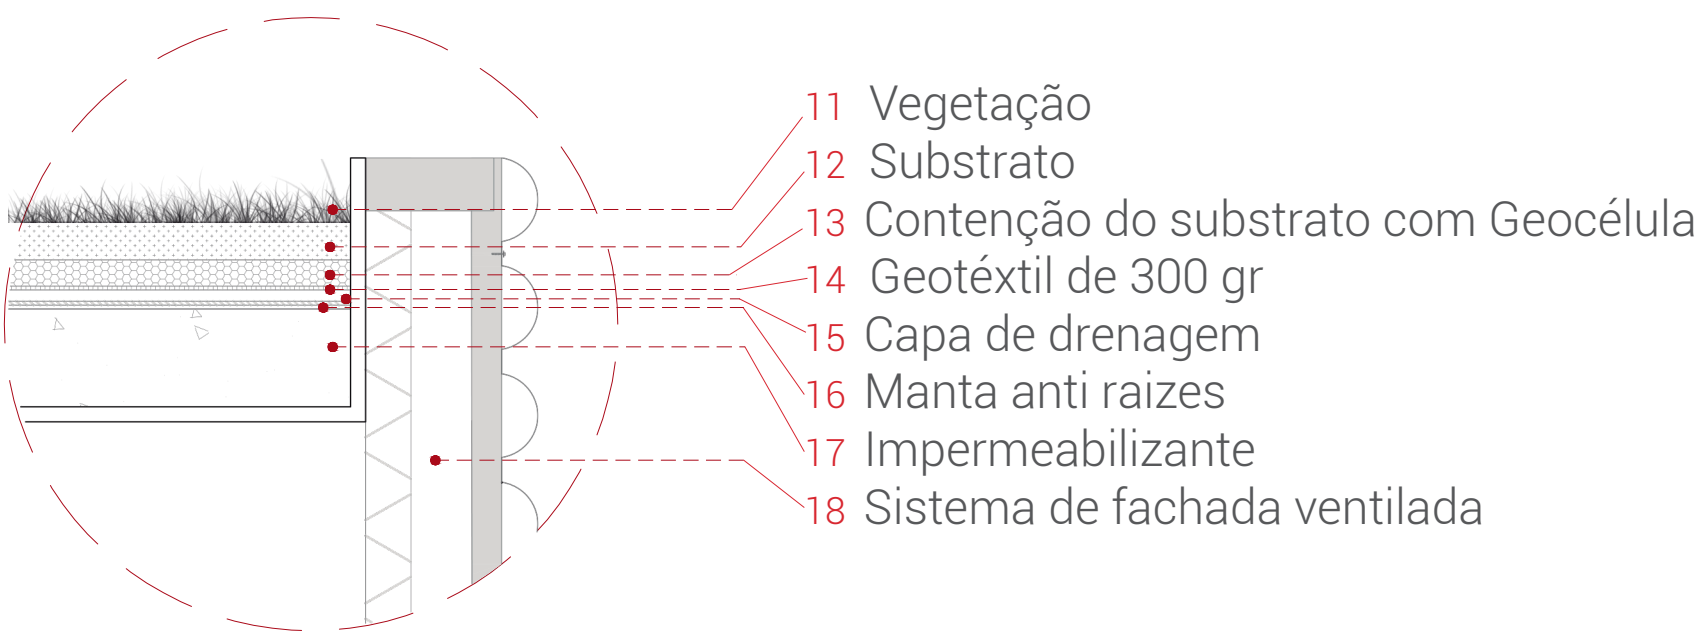 11 Vegetação
12 Substrato
13 Contenção do substrato com Geocélula
14 Geotéxtil de 300 gr
15 Capa de drenagem
16 Manta anti raizes
17 Impermeabilizante
18 Sistema de fachada ventilada